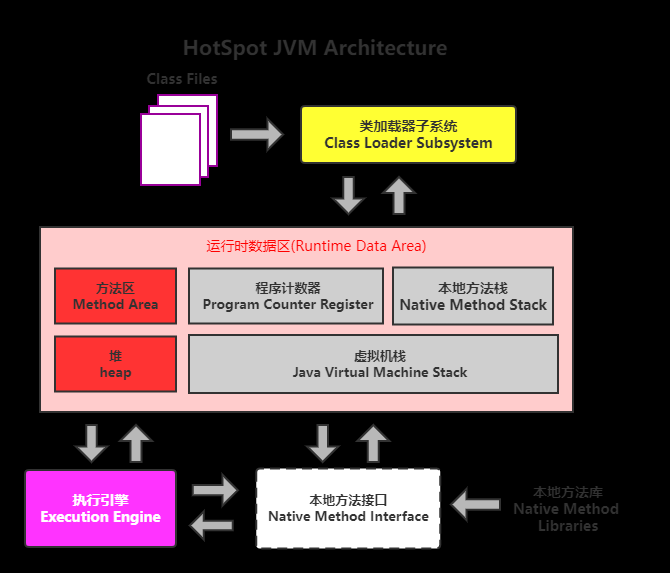 HotSpot JVM Architecture
Class Files
类加载器子系统
Class Loader Subsystem
运行时数据区(Runtime Data Area)
方法区
Method Area
程序计数器
Program Counter Register
本地方法栈
Native Method Stack
堆
heap
虚拟机栈
Java Virtual Machine Stack
执行引擎
Execution Engine
本地方法接口
Native Method Interface
本地方法库
Native Method
Libraries